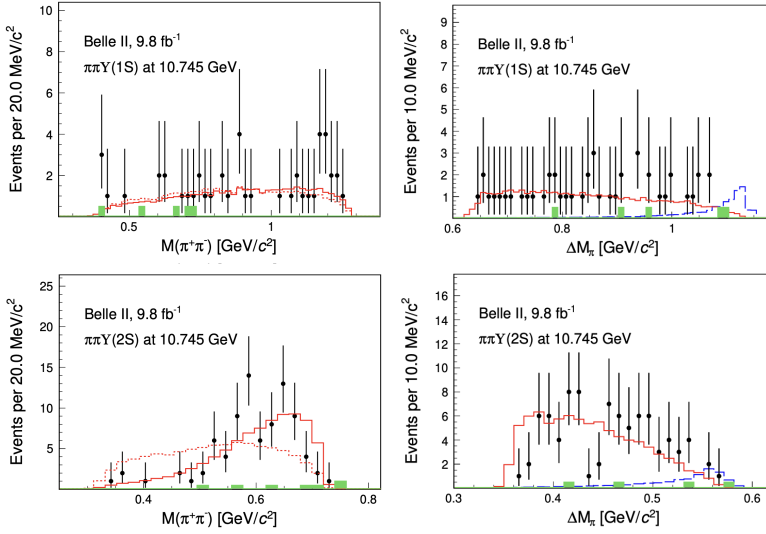 Events per 20.0 MeV/c²
10
8
6
4
2
Belle II, 9.8 fb⁻¹
ππΥ(1S) at 10.745 GeV
0.5
1
M(π⁺π⁻) [GeV/c²]
Events per 10.0 MeV/c²
9
8
7
6
5
4
3
2
1
Belle II, 9.8 fb⁻¹
ππΥ(1S) at 10.745 GeV
0.6
0.8
1
ΔMπ [GeV/c²]
Events per 20.0 MeV/c²
25
20
15
10
5
Belle II, 9.8 fb⁻¹
ππΥ(2S) at 10.745 GeV
0.4
0.6
0.8
M(π⁺π⁻) [GeV/c²]
Events per 10.0 MeV/c²
16
14
12
10
8
6
4
2
Belle II, 9.8 fb⁻¹
ππΥ(2S) at 10.745 GeV
0.3
0.4
0.5
0.6
ΔMπ [GeV/c²]